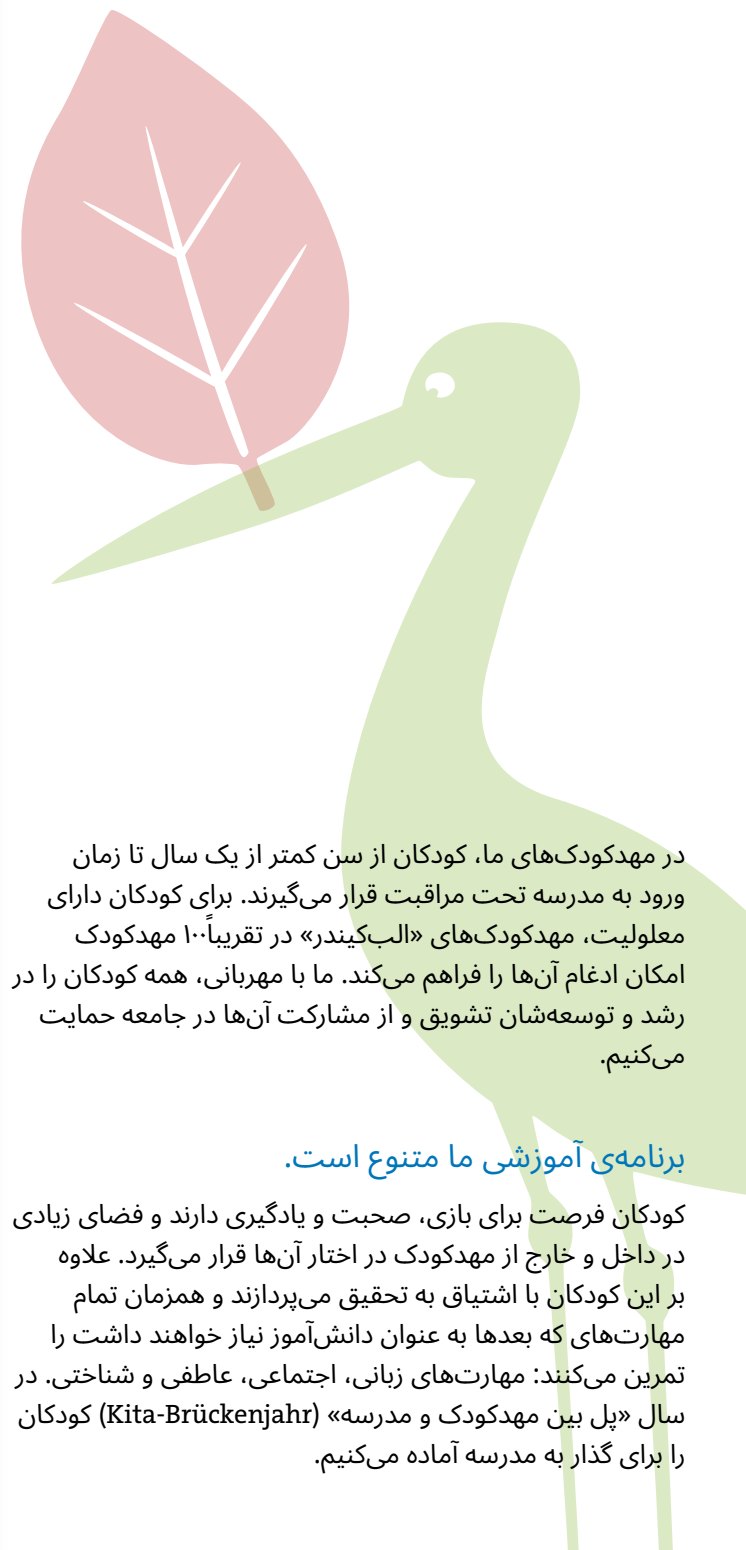 در مهدکودک‌های ما، کودکان از سن کمتر از یک سال تا زمان
ورود به مدرسه تحت مراقبت قرار می‌گیرند. برای کودکان دارای
معلولیت، مهدکودک‌های «الب‌کیندر» در تقریباً۱۰۰ مهدکودک
امکان ادغام آن‌ها را فراهم می‌کند. ما با مهربانی، همه کودکان را در
رشد و توسعه‌شان تشویق و از مشارکت آن‌ها در جامعه حمایت
می‌کنیم.
برنامه‌ی آموزشی ما متنوع است.
کودکان فرصت برای بازی، صحبت و یادگیری دارند و فضای زیادی
در داخل و خارج از مهدکودک در اختار آن‌ها قرار می‌گیرد. علاوه
بر این کودکان با اشتیاق به تحقیق می‌پردازند و همزمان تمام
مهارت‌های که بعدها به عنوان دانش‌آموز نیاز خواهند داشت را
تمرین می‌کنند: مهارت‌های زبانی، اجتماعی، عاطفی و شناختی. در
سال «پل بین مهدکودک و مدرسه» (Kita-Brückenjahr) کودکان
را برای گذار به مدرسه آماده می‌کنیم.